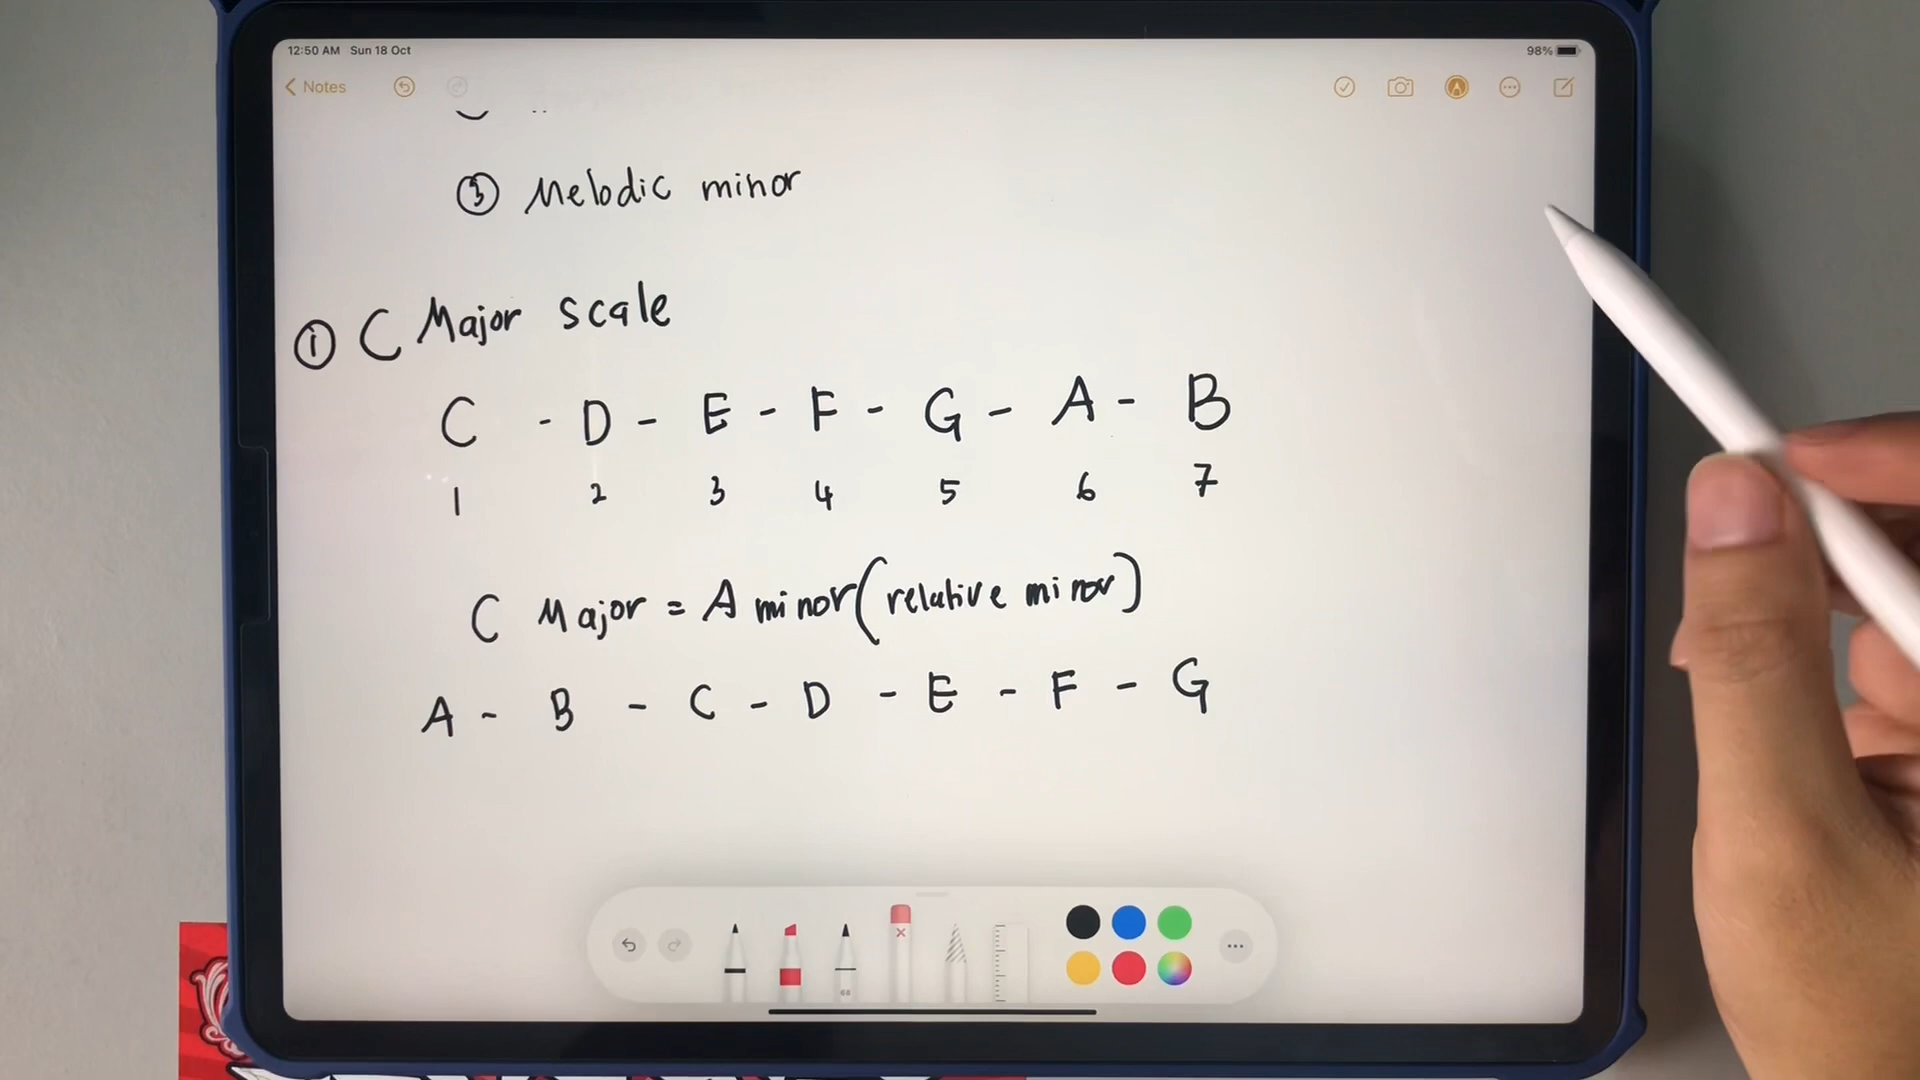 12:50 AM Sun 18 Oct 98%
Notes
③ Melodic minor
① C Major scale
C - D - E - F - G - A - B
1 2 3 4 5 6 7
C Major = A minor (relative minor)
A - B - C - D - E - F - G